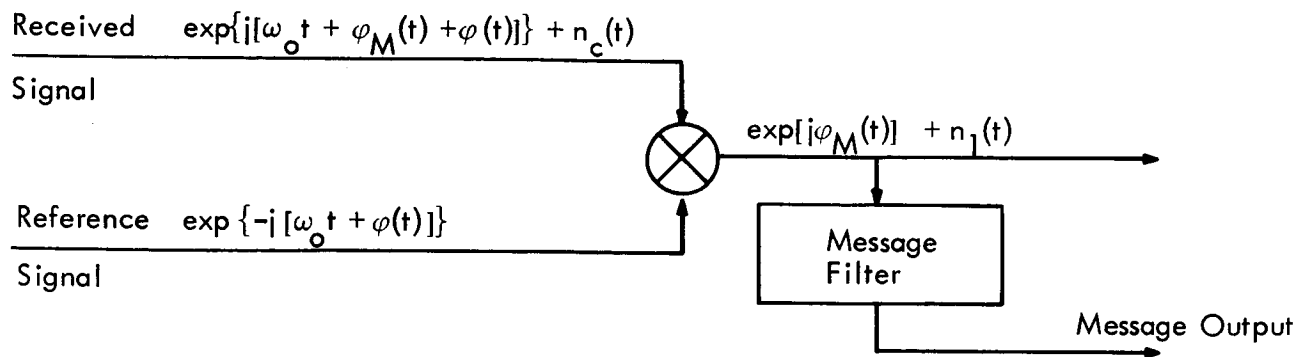 Received exp{j[ω_o t + φ_M(t) +φ(t)]} + n_c(t)
Signal
exp[jφ_M(t)] + n_1(t)
Reference exp {-j [ω_o t + φ(t)]}
Signal
Message
Filter
Message Output